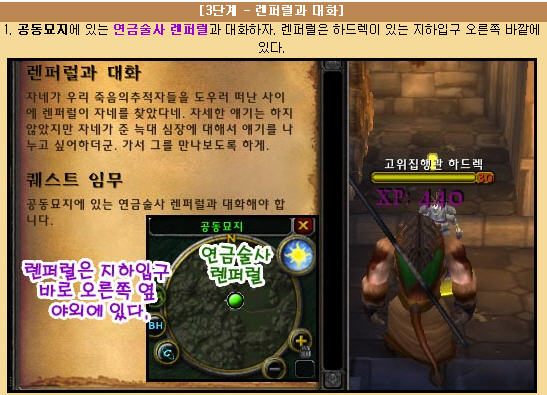 [3단계 - 렌퍼럴과 대화]
1. 공동묘지에 있는 연금술사 렌퍼럴과 대화하자. 렌퍼럴은 하드렉이 있는 지하입구 오른쪽 바깥에
있다.
렌퍼럴과 대화
자네가 우리 죽음의추적자들을 도우러 떠난 사이
에 렌퍼럴이 자네를 찾았다네. 자세한 얘기는 하지
않았지만 자네가 준 늑대 심장에 대해서 얘기를 나
누고 싶어하더군. 가서 그를 만나보도록 하게.
퀘스트 임무
공동묘지에 있는 연금술사 렌퍼럴과 대화해야 합
니다.
공동묘지
N
연금술사
렌퍼럴
렌퍼럴은 지하입구
바로 오른쪽 옆
야외에 있다.
BH
고위집행관 하드렉
30
XP: 440